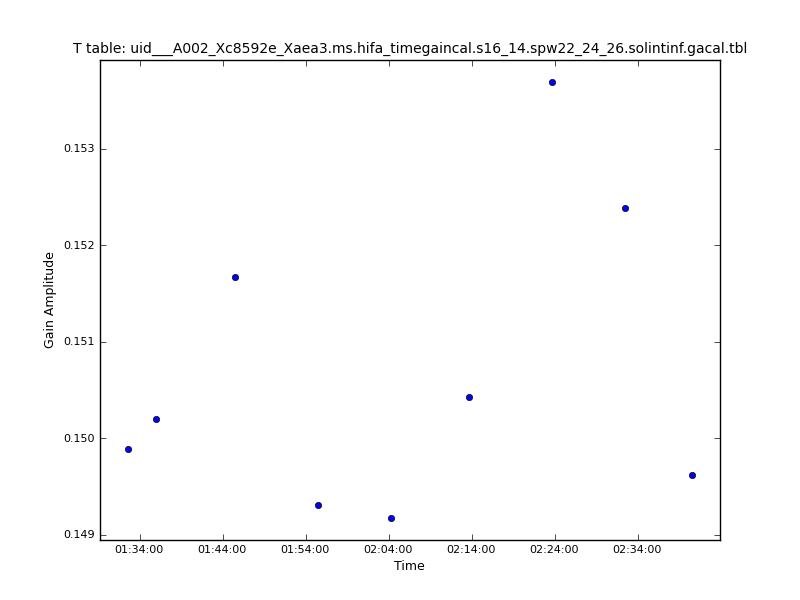 T table: uid___A002_Xc8592e_Xaea3.ms.hifa_timegaincal.s16_14.spw22_24_26.solintinf.gacal.tbl
0.153
0.152
0.151
0.150
0.149
Gain Amplitude
01:34:00 01:44:00 01:54:00 02:04:00 02:14:00 02:24:00 02:34:00
Time